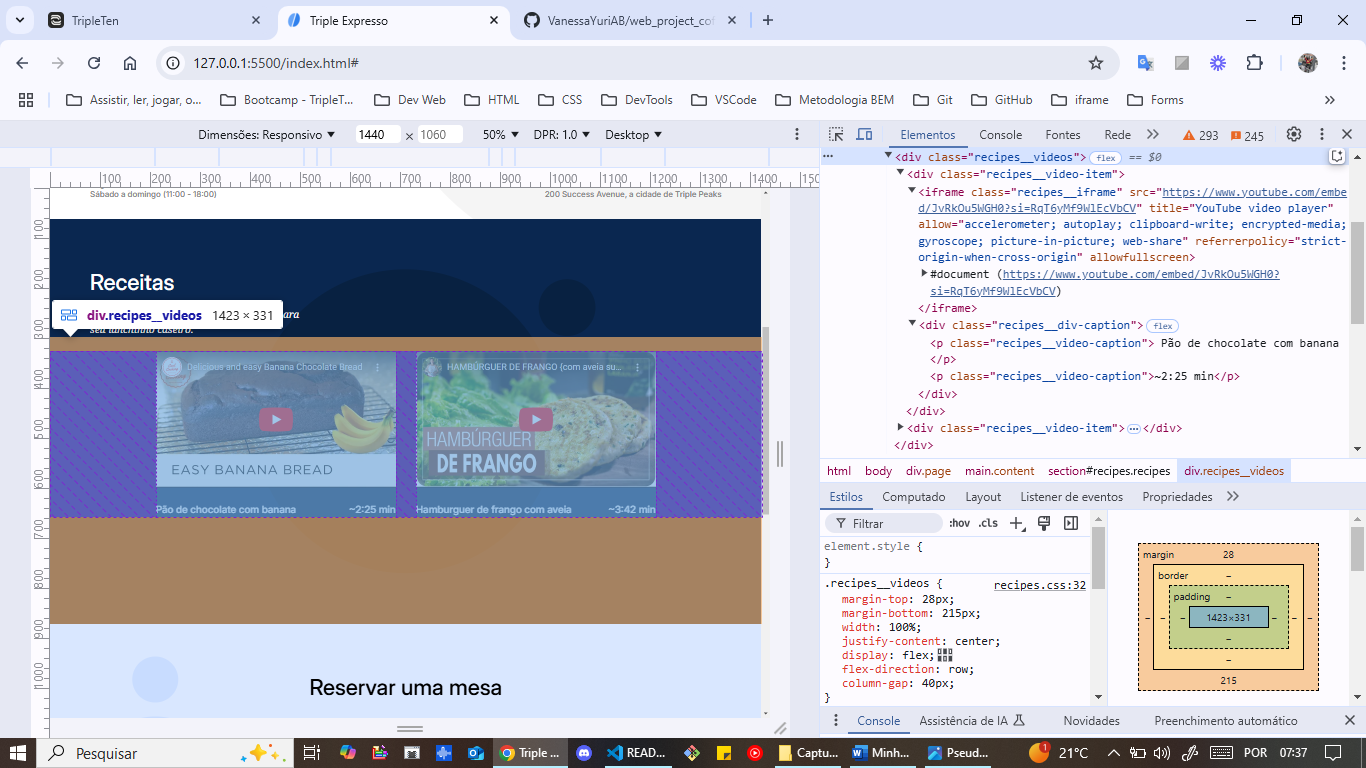 TripleTen
Triple Expresso
VanessaYuriAB/web_project_cof
127.0.0.1:5500/index.html#
Assistir, ler, jogar, o...
Bootcamp - TripleT...
Dev Web
HTML
CSS
DevTools
VSCode
Metodologia BEM
Git
GitHub
iframe
Forms
Dimensões: Responsivo
1440 × 1060
50%
DPR: 1.0
Desktop
Elementos
Console
Fontes
Rede
293
245
100 200 300 400 500 600 700 800 900 1000 1100 1200 1300 1400
100
200
300
400
500
600
700
800
900
1000
Sábado a domingo (11:00 - 18:00)
200 Success Avenue, a cidade de Triple Peaks
Receitas
ara
seu lanchinho caseiro.
div.recipes__videos 1423 × 331
Delicious and easy Banana Chocolate Bread
EASY BANANA BREAD
HAMBÚRGUER DE FRANGO {com aveia su...
HAMBÚRGUER
DE FRANGO
Pão de chocolate com banana
~2:25 min
Hamburguer de frango com aveia
~3:42 min
Reservar uma mesa
<div class="recipes__videos"> flex == $0
<div class="recipes__video-item">
<iframe class="recipes__iframe" src="https://www.youtube.com/embe
d/JvRkOu5WGH0?si=RqT6yMf9WlEcVbCV" title="YouTube video player"
allow="accelerometer; autoplay; clipboard-write; encrypted-media;
gyroscope; picture-in-picture; web-share" referrerpolicy="strict-
origin-when-cross-origin" allowfullscreen>
#document (https://www.youtube.com/embed/JvRkOu5WGH0?
si=RqT6yMf9WlEcVbCV)
</iframe>
<div class="recipes__div-caption"> flex
<p class="recipes__video-caption"> Pão de chocolate com banana
</p>
<p class="recipes__video-caption">~2:25 min</p>
</div>
</div>
<div class="recipes__video-item"> … </div>
</div>
html
body
div.page
main.content
section#recipes.recipes
div.recipes__videos
Estilos
Computado
Layout
Listener de eventos
Propriedades
Filtrar
:hov
.cls
element.style {
}
.recipes__videos {
recipes.css:32
margin-top: 28px;
margin-bottom: 215px;
width: 100%;
justify-content: center;
display: flex;
flex-direction: row;
column-gap: 40px;
}
margin
28
border
–
padding
–
– – – 1423×331 – – –
–
–
215
Console
Assistência de IA
Novidades
Preenchimento automático
Pesquisar
Triple ...
READ...
Captu...
Minh...
Pseud...
1
21°C
POR
07:37